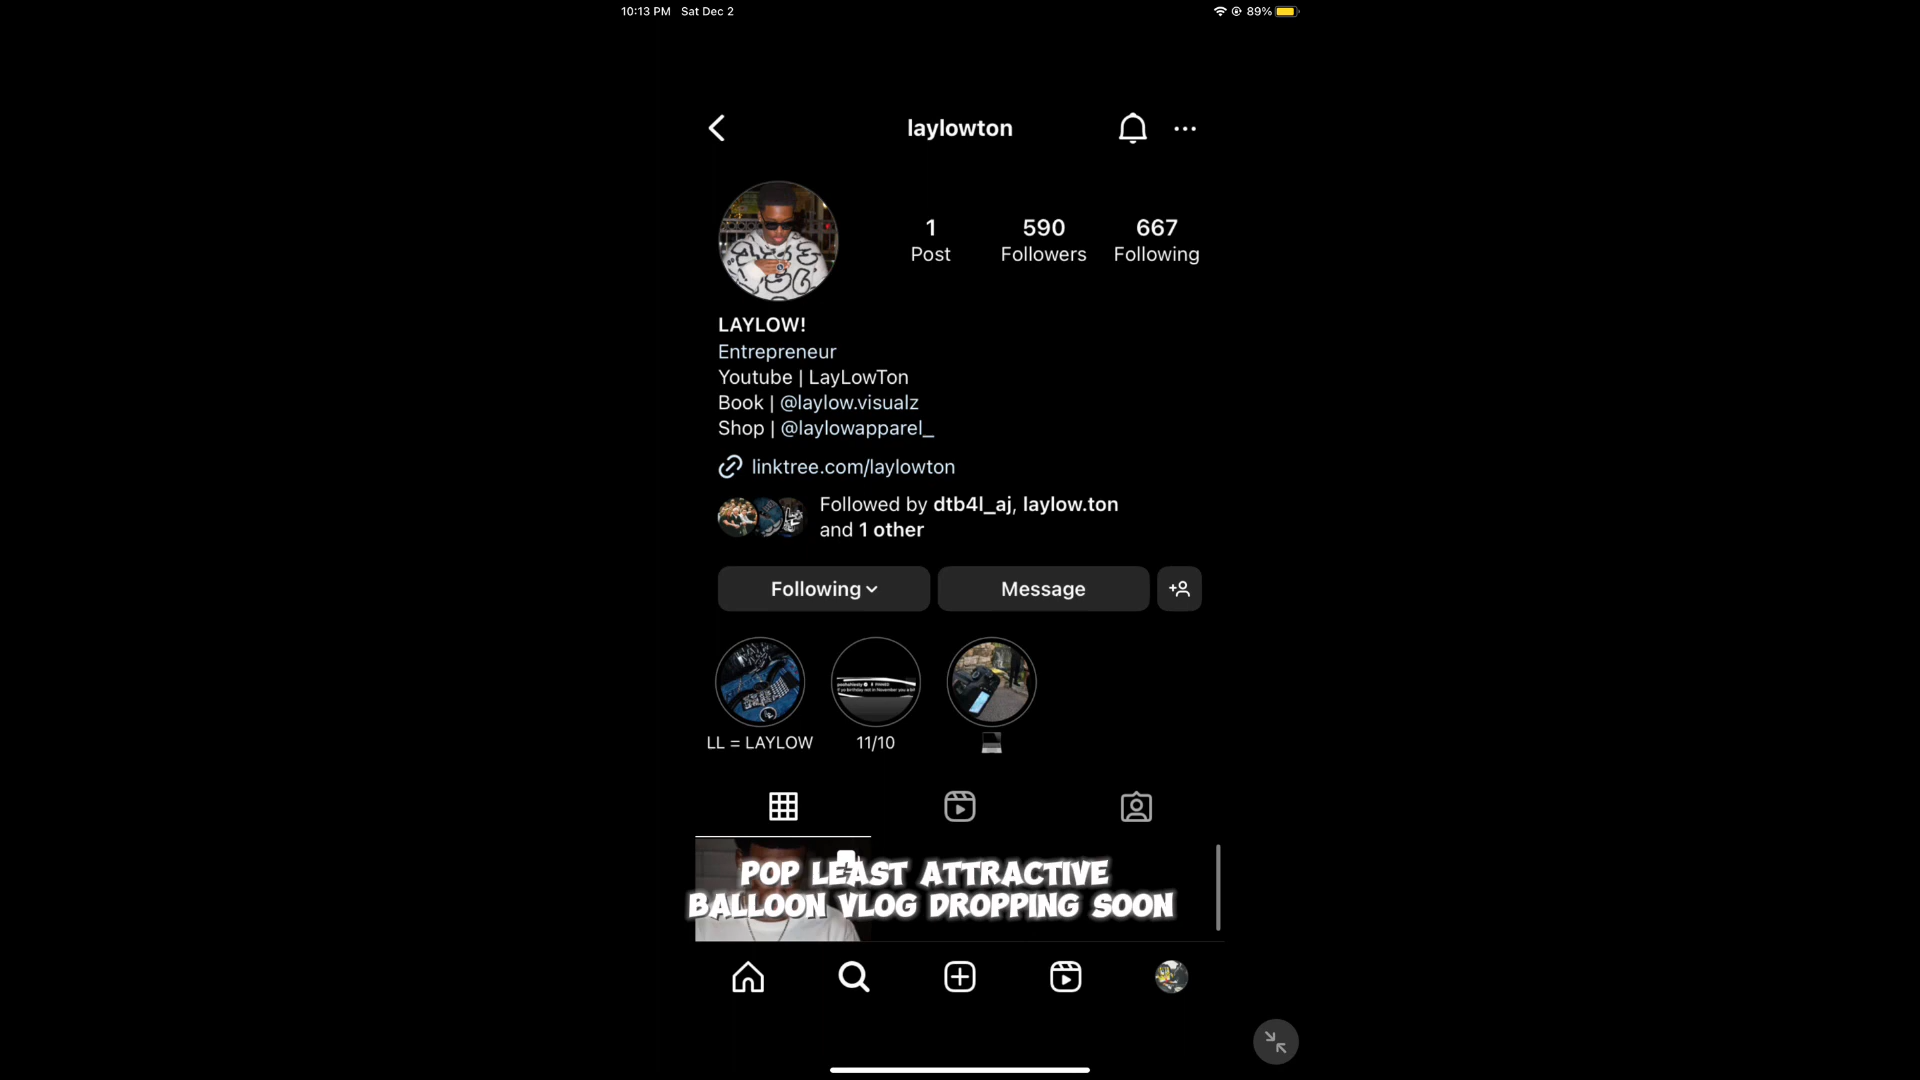 10:13 PM Sat Dec 2
89%
laylowton
1
Post
590
Followers
667
Following
LAYLOW!
Entrepreneur
Youtube | LayLowTon
Book | @laylow.visualz
Shop | @laylowapparel_
linktree.com/laylowton
Followed by dtb4l_aj, laylow.ton
and 1 other
Following
Message
LL = LAYLOW
11/10
POP LEAST ATTRACTIVE
BALLOON VLOG DROPPING SOON